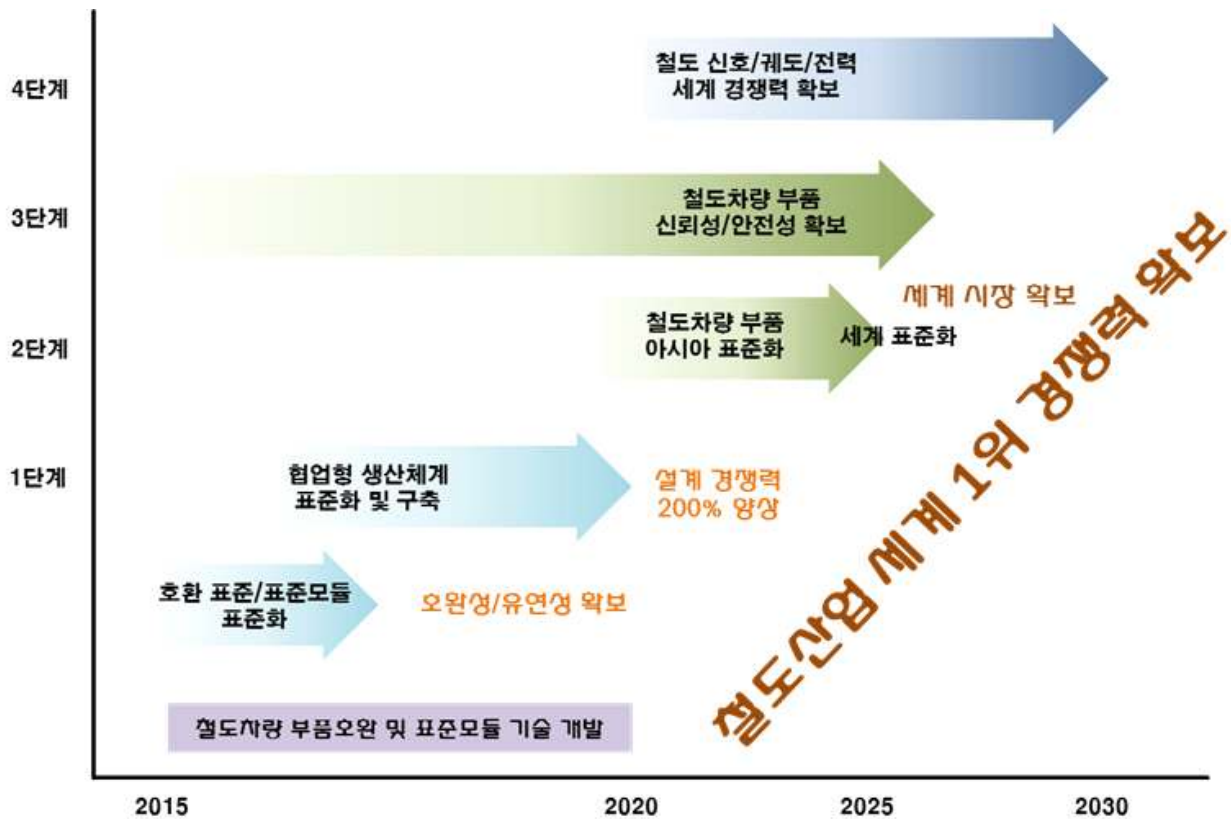 4단계
철도 신호/궤도/전력
세계 경쟁력 확보
3단계
철도차량 부품
신뢰성/안전성 확보
2단계
철도차량 부품
아시아 표준화
세계 표준화
세계 시장 확보
1단계
협업형 생산체계
표준화 및 구축
설계 경쟁력
200% 양상
호환 표준/표준모듈
표준화
호완성/유연성 확보
철도차량 부품호완 및 표준모듈 기술 개발
철도산업 세계 1위 경쟁력 확보
2015
2020
2025
2030